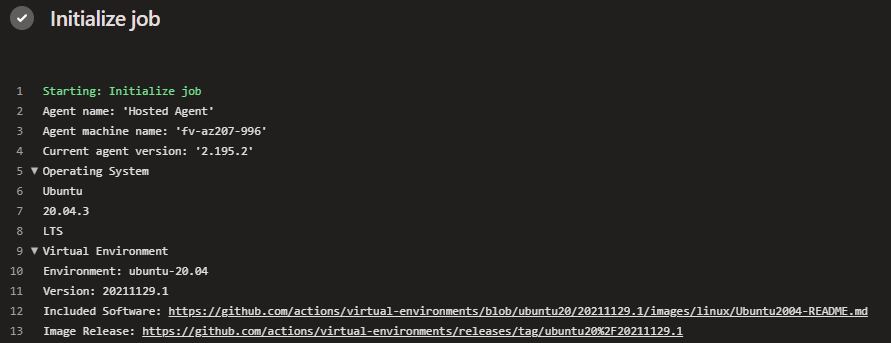 Initialize job
1 Starting: Initialize job
2 Agent name: 'Hosted Agent'
3 Agent machine name: 'fv-az207-996'
4 Current agent version: '2.195.2'
5 ▼ Operating System
6 Ubuntu
7 20.04.3
8 LTS
9 ▼ Virtual Environment
10 Environment: ubuntu-20.04
11 Version: 20211129.1
12 Included Software: https://github.com/actions/virtual-environments/blob/ubuntu20/20211129.1/images/linux/Ubuntu2004-README.md
13 Image Release: https://github.com/actions/virtual-environments/releases/tag/ubuntu20%2F20211129.1